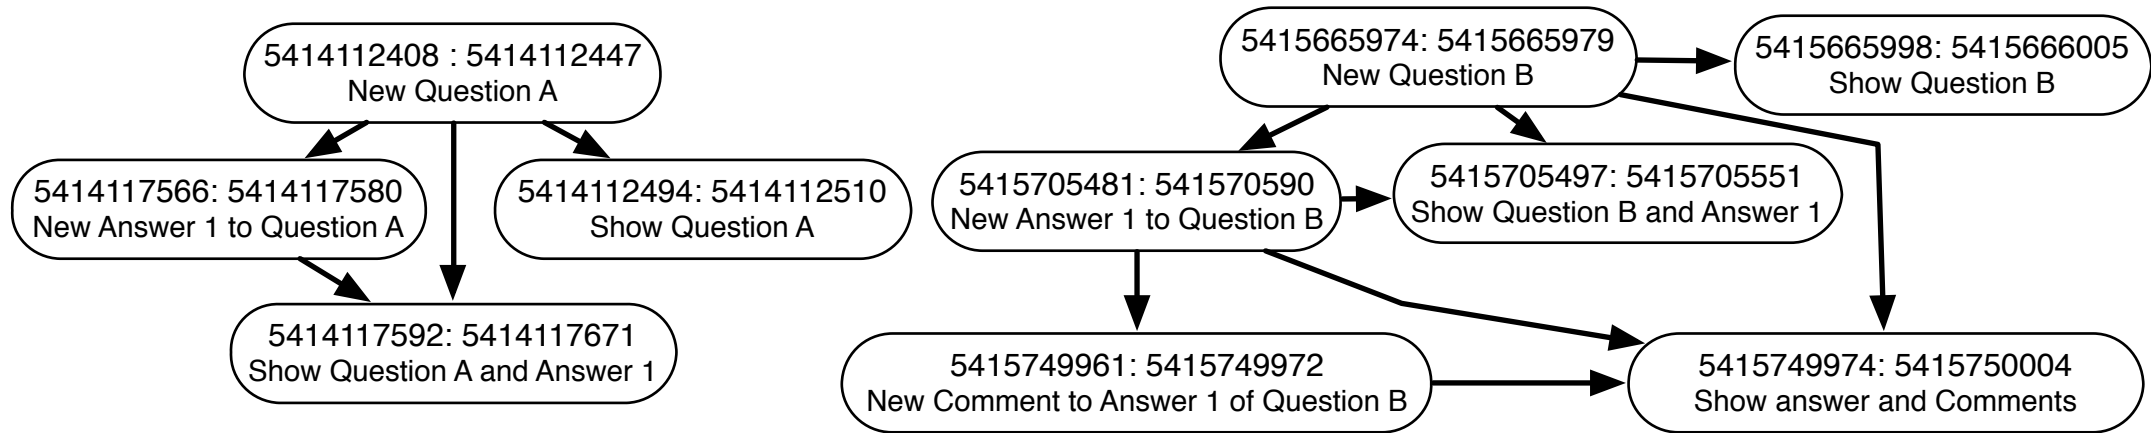 5414112408 : 5414112447
New Question A
5414117566: 5414117580
New Answer 1 to Question A
5414112494: 5414112510
Show Question A
5414117592: 5414117671
Show Question A and Answer 1
5415665974: 5415665979
New Question B
5415665998: 5415666005
Show Question B
5415705481: 541570590
New Answer 1 to Question B
5415705497: 5415705551
Show Question B and Answer 1
5415749961: 5415749972
New Comment to Answer 1 of Question B
5415749974: 5415750004
Show answer and Comments